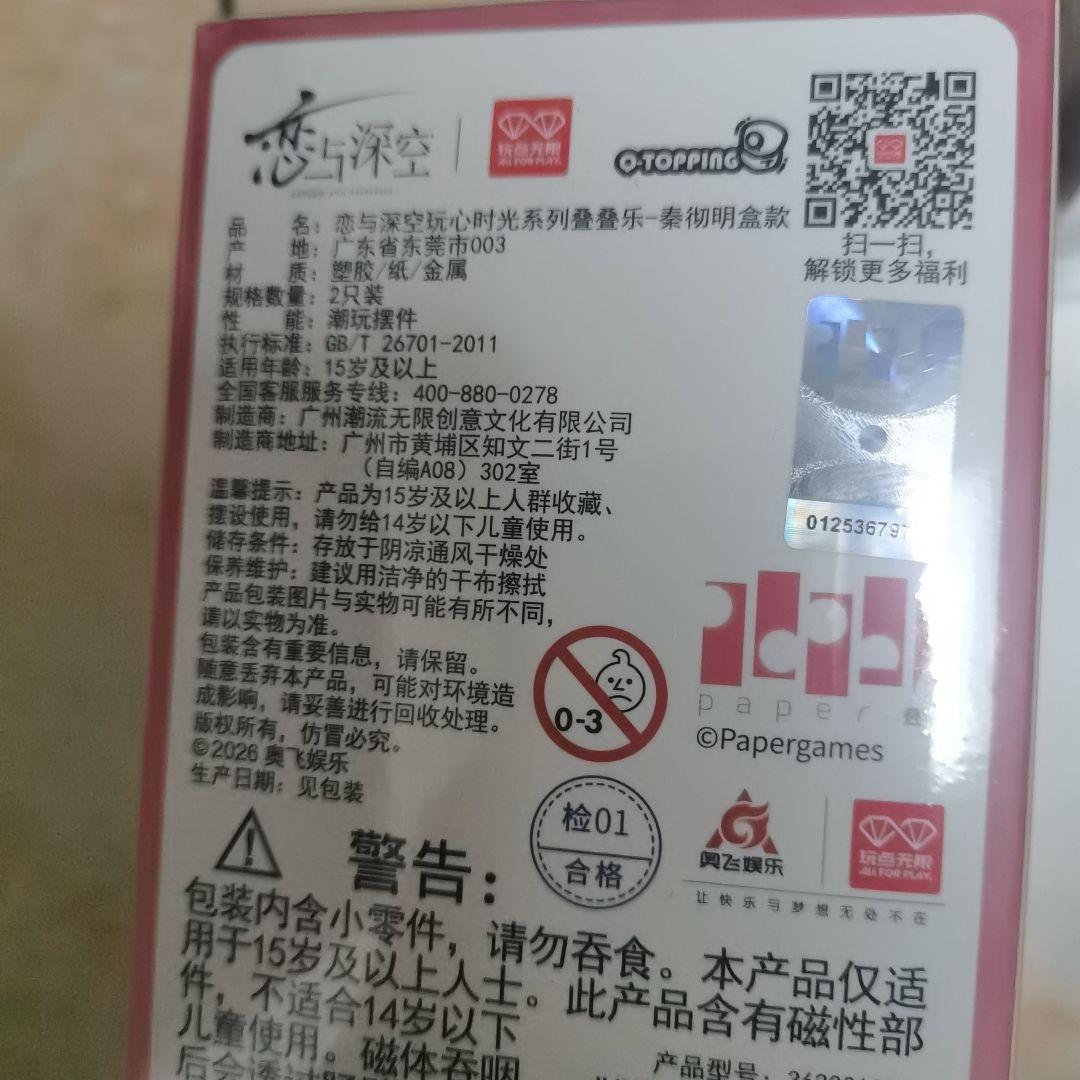 恋与深空
玩点无限
ALL FOR PLAY.
Q-TOPPING
品 名：恋与深空玩心时光系列叠叠乐-秦彻明盒款
产 地：广东省东莞市003
材 质：塑胶/纸/金属
规格数量：2只装
性 能：潮玩摆件
执行标准：GB/T 26701-2011
适用年龄：15岁及以上
全国客服服务专线：400-880-0278
制造商：广州潮流无限创意文化有限公司
制造商地址：广州市黄埔区知文二街1号
（自编A08）302室
温馨提示：产品为15岁及以上人群收藏、
摆设使用，请勿给14岁以下儿童使用。
储存条件：存放于阴凉通风干燥处
保养维护：建议用洁净的干布擦拭
产品包装图片与实物可能有所不同，
请以实物为准。
包装含有重要信息，请保留。
随意丢弃本产品，可能对环境造
成影响，请妥善进行回收处理。
版权所有，仿冒必究。
©2026 奥飞娱乐
生产日期：见包装
扫一扫，
解锁更多福利
01253679
paper
©Papergames
0-3
检01
合格
奥飞娱乐
玩点无限
ALL FOR PLAY.
让快乐与梦想无处不在
警告：
包装内含小零件，请勿吞食。本产品仅适
用于15岁及以上人士。此产品含有磁性部
件，不适合14岁以下
儿童使用。磁体吞咽
后会
产品型号：